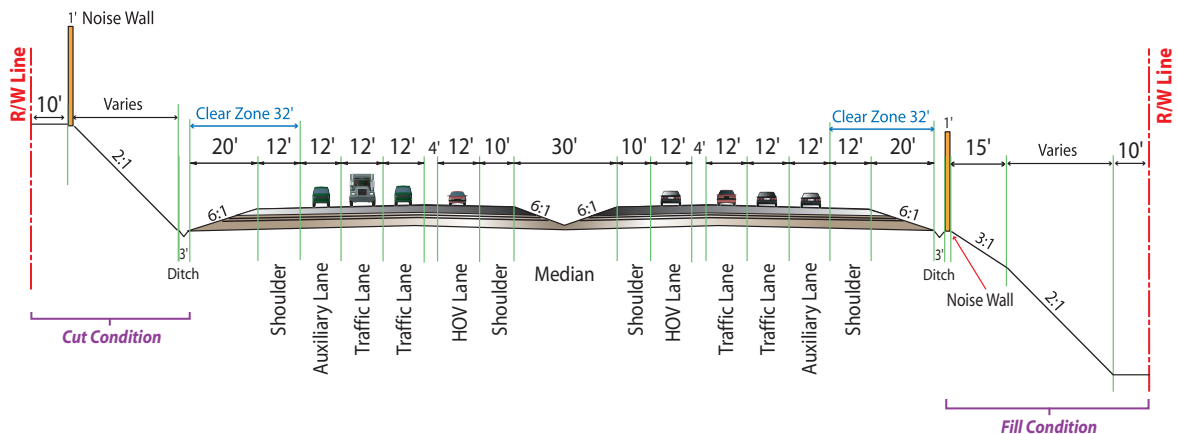 1' Noise Wall
R/W Line
10'
Varies
2:1
3'
Ditch
Cut Condition
Clear Zone 32'
20' 12' 12' 12' 12' 4' 12' 10' 30' 10' 12' 4' 12' 12' 12' 12' 20'
Clear Zone 32'
6:1
6:1
6:1
6:1
Shoulder
Auxiliary Lane
Traffic Lane
Traffic Lane
HOV Lane
Shoulder
Median
Shoulder
HOV Lane
Traffic Lane
Traffic Lane
Auxiliary Lane
Shoulder
3'
Ditch
1'
15'
Varies
10'
R/W Line
3:1
2:1
Noise Wall
Fill Condition